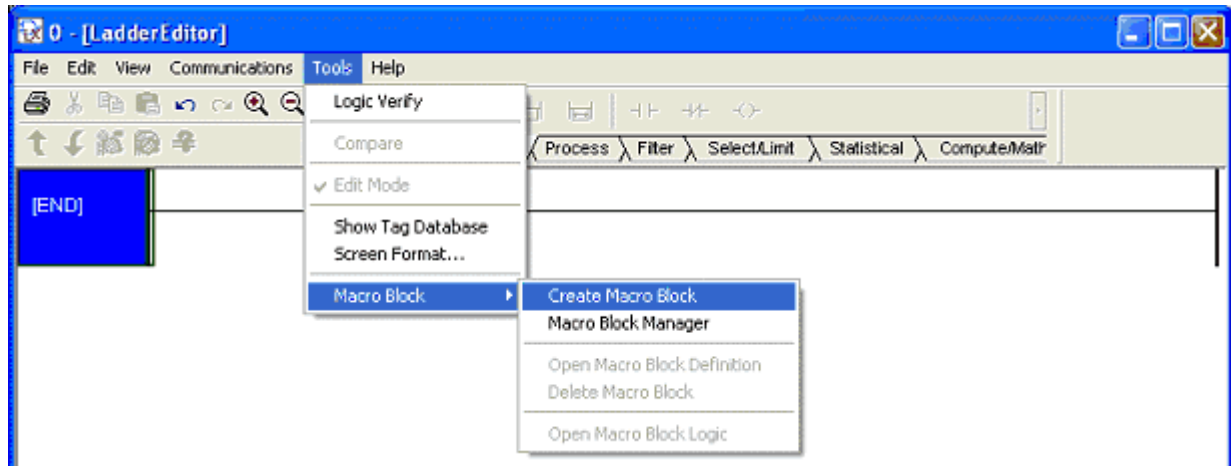 0 - [LadderEditor]
File Edit View Communications Tools Help
Logic Verify
Compare
Edit Mode
Show Tag Database
Screen Format...
Macro Block
Process Filter Select/Limit Statistical Compute/Math
[END]
Create Macro Block
Macro Block Manager
Open Macro Block Definition
Delete Macro Block
Open Macro Block Logic